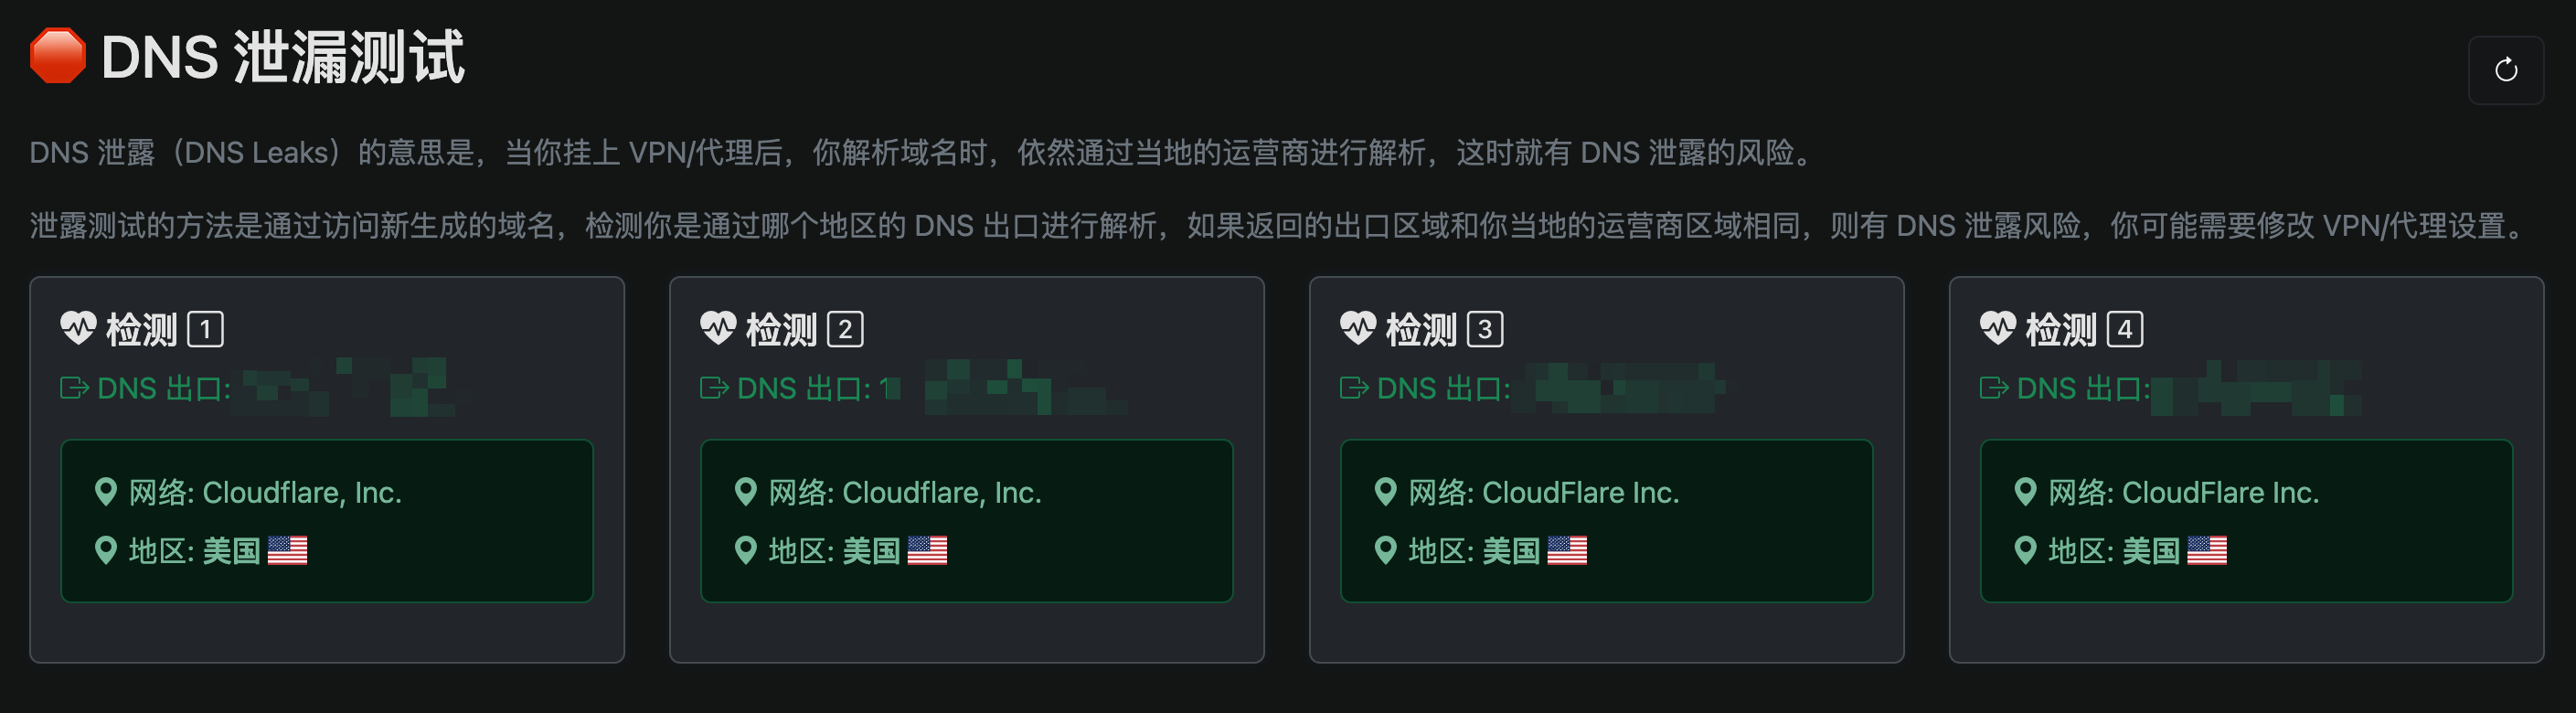 DNS 泄漏测试
DNS 泄露（DNS Leaks）的意思是，当你挂上 VPN/代理后，你解析域名时，依然通过当地的运营商进行解析，这时就有 DNS 泄露的风险。
泄露测试的方法是通过访问新生成的域名，检测你是通过哪个地区的 DNS 出口进行解析，如果返回的出口区域和你当地的运营商区域相同，则有 DNS 泄露风险，你可能需要修改 VPN/代理设置。
检测 1
DNS 出口:
网络: Cloudflare, Inc.
地区: 美国
检测 2
DNS 出口:
网络: Cloudflare, Inc.
地区: 美国
检测 3
DNS 出口:
网络: CloudFlare Inc.
地区: 美国
检测 4
DNS 出口:
网络: CloudFlare Inc.
地区: 美国